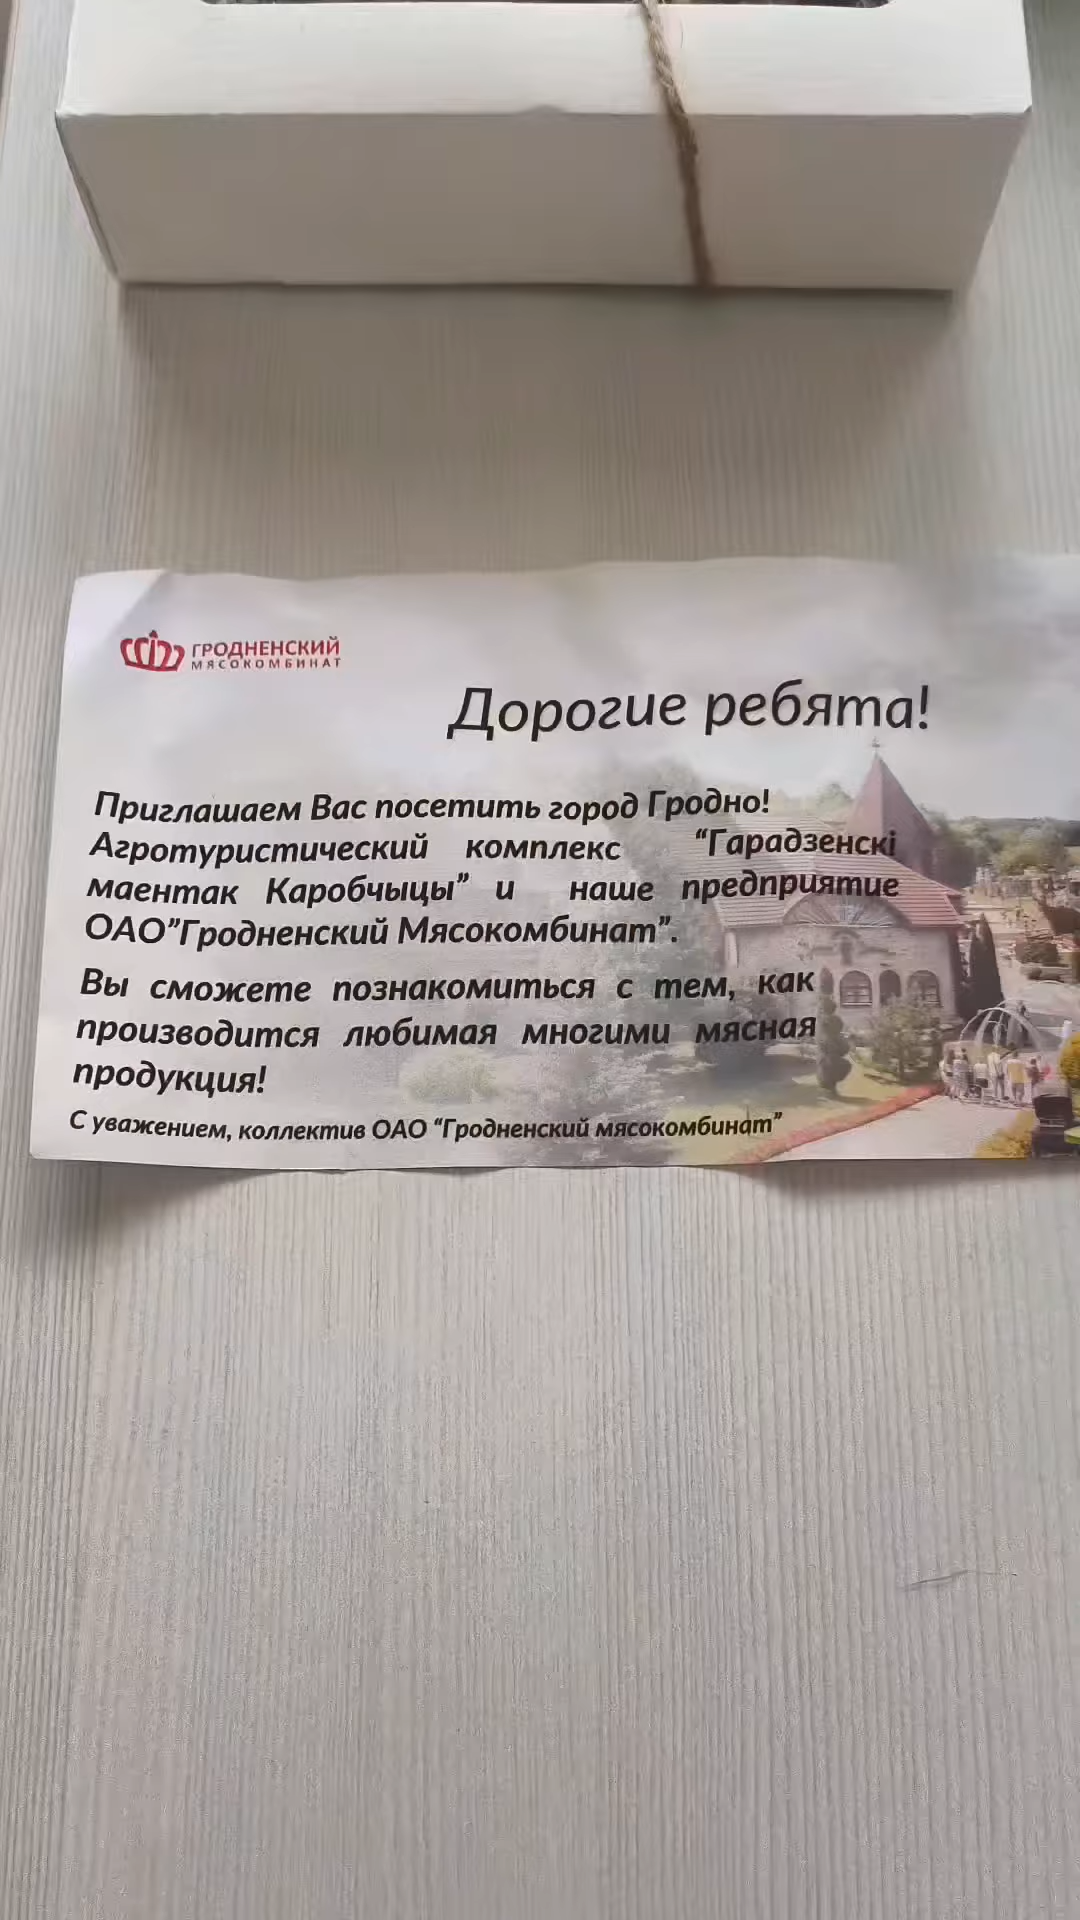 ГРОДНЕНСКИЙ
МЯСОКОМБИНАТ
Дорогие ребята!
Приглашаем Вас посетить город Гродно!
Агротуристический комплекс “Гарадзенскі
маентак Каробчыцы” и наше предприятие
ОАО”Гродненский Мясокомбинат”.
Вы сможете познакомиться с тем, как
производится любимая многими мясная
продукция!
С уважением, коллектив ОАО “Гродненский мясокомбинат”